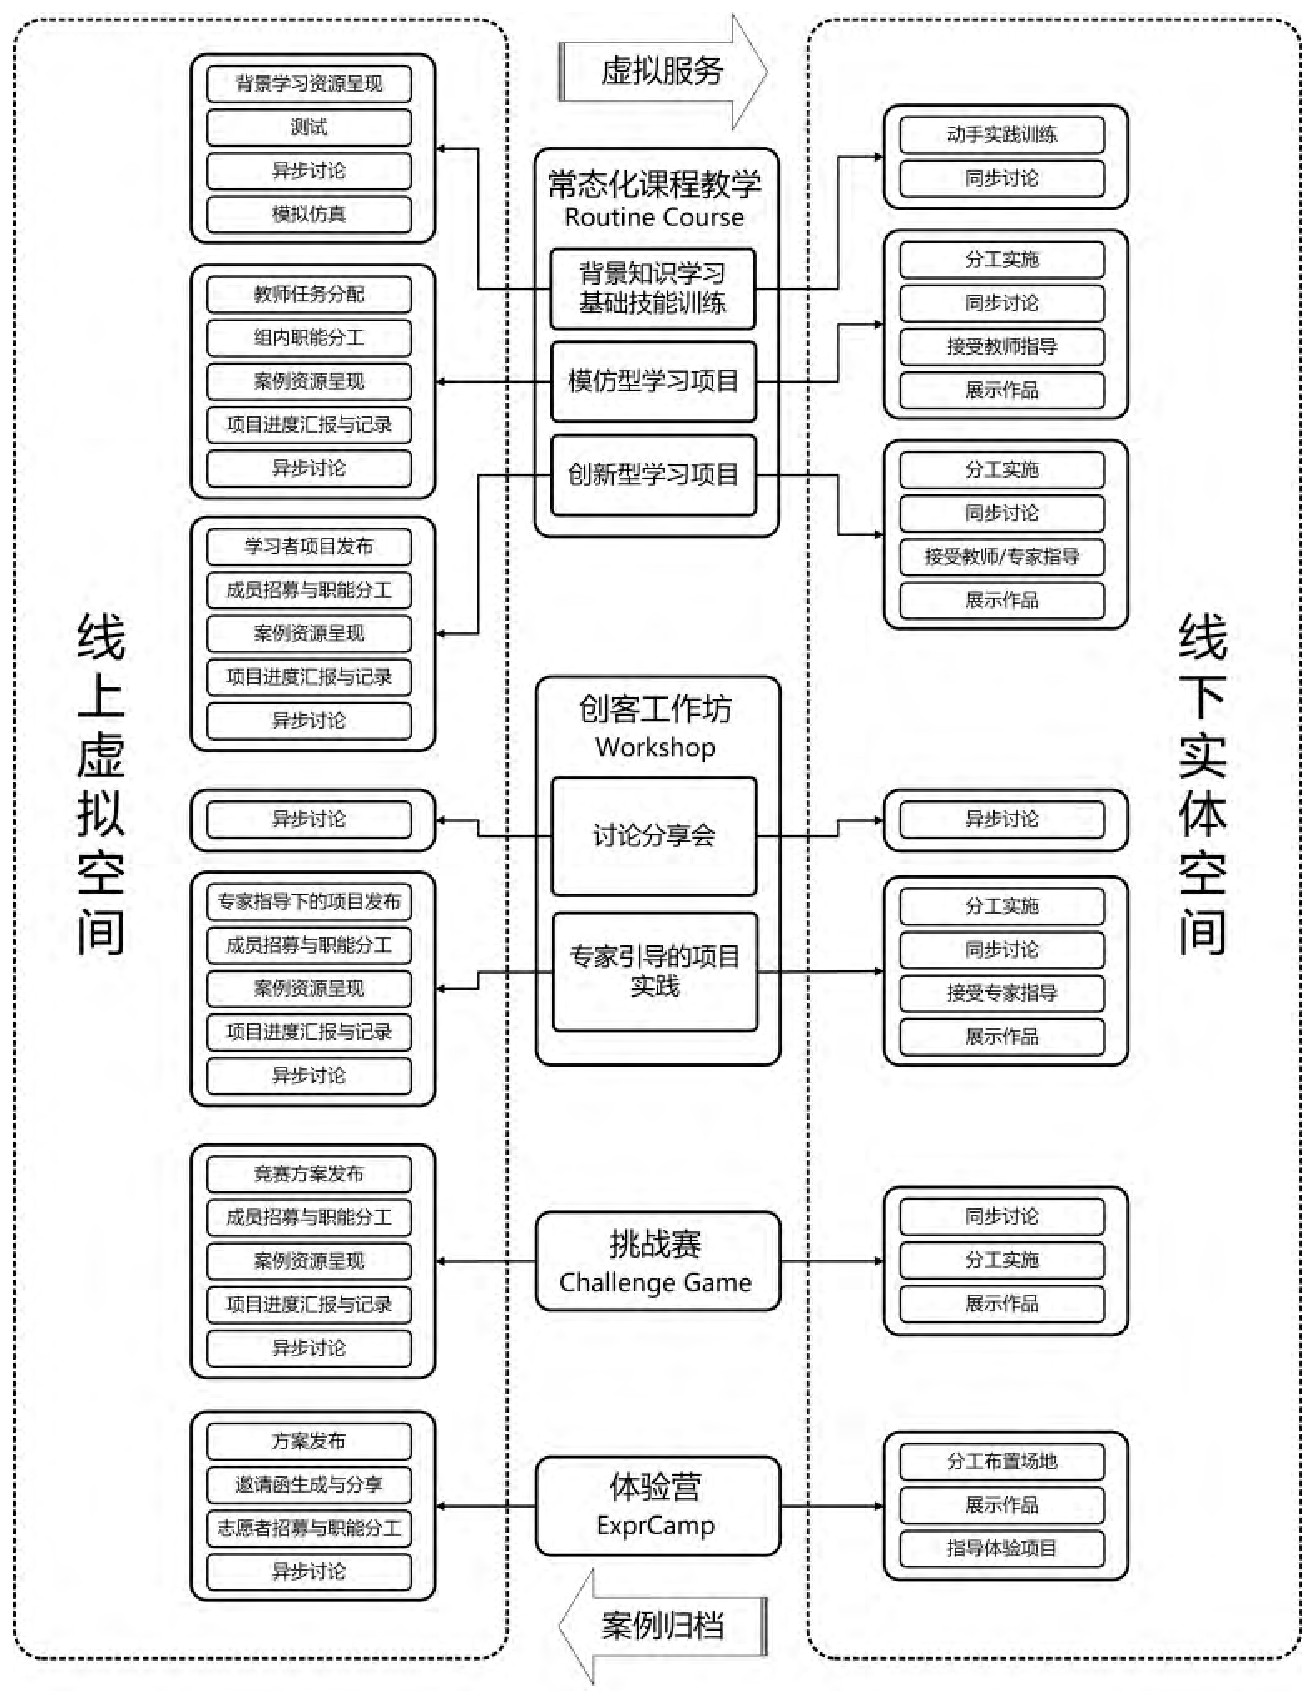 虚拟服务
线上虚拟空间
背景学习资源呈现
测试
异步讨论
模拟仿真
教师任务分配
组内职能分工
案例资源呈现
项目进度汇报与记录
异步讨论
学习者项目发布
成员招募与职能分工
案例资源呈现
项目进度汇报与记录
异步讨论
异步讨论
专家指导下的项目发布
成员招募与职能分工
案例资源呈现
项目进度汇报与记录
异步讨论
竞赛方案发布
成员招募与职能分工
案例资源呈现
项目进度汇报与记录
异步讨论
方案发布
邀请函生成与分享
志愿者招募与职能分工
异步讨论
常态化课程教学
Routine Course
背景知识学习
基础技能训练
模仿型学习项目
创新型学习项目
创客工作坊
Workshop
讨论分享会
专家引导的项目
实践
挑战赛
Challenge Game
体验营
ExprCamp
动手实践训练
同步讨论
分工实施
同步讨论
接受教师指导
展示作品
分工实施
同步讨论
接受教师/专家指导
展示作品
异步讨论
分工实施
同步讨论
接受专家指导
展示作品
同步讨论
分工实施
展示作品
分工布置场地
展示作品
指导体验项目
线下实体空间
案例归档